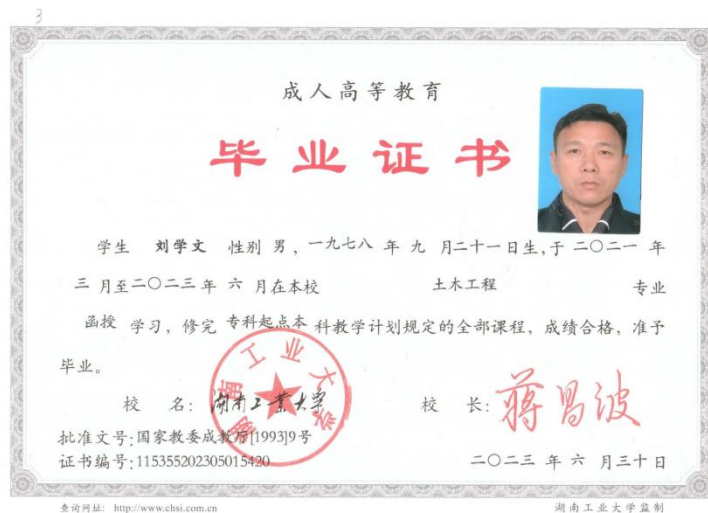 3
成人高等教育
毕业证书
学生 刘学文 性别 男，一九七八 年 九 月二十一日生,于 二〇二一 年
三 月至二〇二三年 六 月在本校 土木工程 专业
函授 学习，修完 专科起点本 科教学计划规定的全部课程，成绩合格，准予
毕业。
校 名：湖南工业大学 校 长：蒋昌波
湖南工业大学
批准文号：国家教委成教厅[1993]9号
证书编号：115355202305015420 二〇二三 年 六 月三十日
查询网址： http://www.chsi.com.cn 湖南工业大学监制